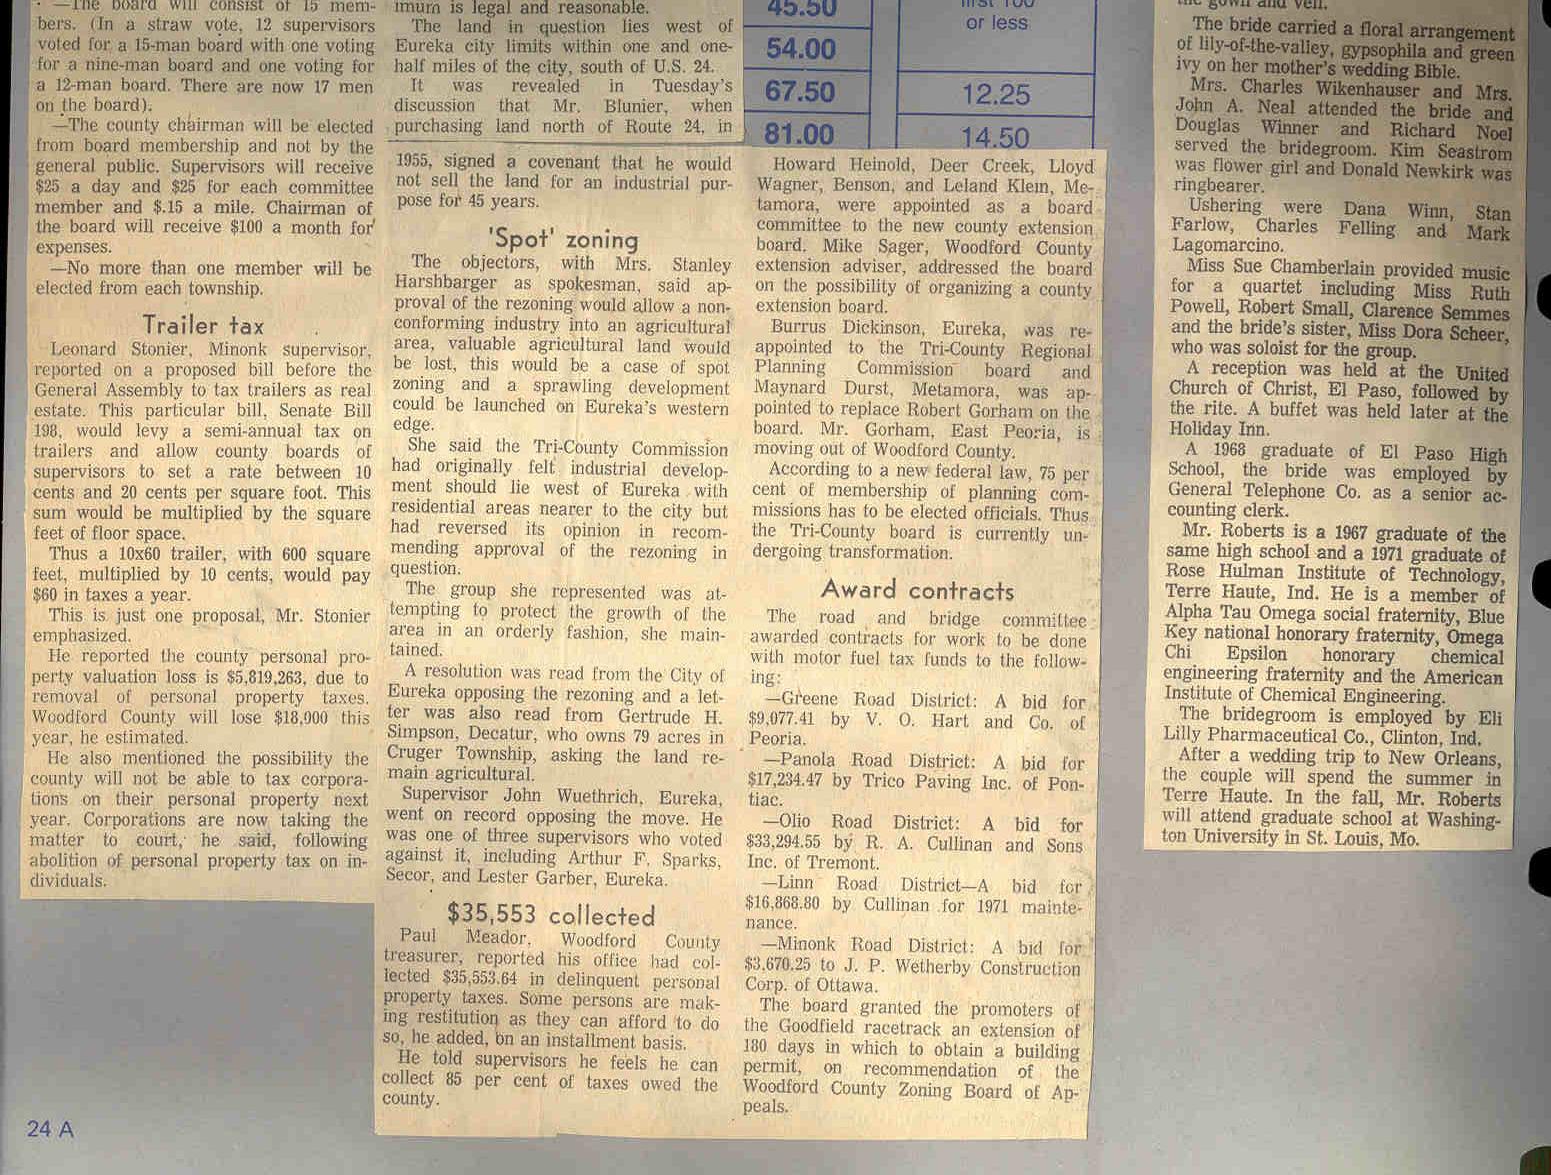 —The board will consist of 15 mem-
bers. (In a straw vote, 12 supervisors
voted for a 15-man board with one voting
for a nine-man board and one voting for
a 12-man board. There are now 17 men
on the board).
—The county chairman will be elected
from board membership and not by the
general public. Supervisors will receive
$25 a day and $25 for each committee
member and $.15 a mile. Chairman of
the board will receive $100 a month for
expenses.
—No more than one member will be
elected from each township.
Trailer tax
Leonard Stonier, Minonk supervisor,
reported on a proposed bill before the
General Assembly to tax trailers as real
estate. This particular bill, Senate Bill
198, would levy a semi-annual tax on
trailers and allow county boards of
supervisors to set a rate between 10
cents and 20 cents per square foot. This
sum would be multiplied by the square
feet of floor space.
Thus a 10x60 trailer, with 600 square
feet, multiplied by 10 cents, would pay
$60 in taxes a year.
This is just one proposal, Mr. Stonier
emphasized.
He reported the county personal pro-
perty valuation loss is $5,819,263, due to
removal of personal property taxes.
Woodford County will lose $18,900 this
year, he estimated.
He also mentioned the possibility the
county will not be able to tax corpora-
tions on their personal property next
year. Corporations are now taking the
matter to court, he said, following
abolition of personal property tax on in-
dividuals.
imum is legal and reasonable.
The land in question lies west of
Eureka city limits within one and one-
half miles of the city, south of U.S. 24.
It was revealed in Tuesday's
discussion that Mr. Blunier, when
purchasing land north of Route 24, in
1955, signed a covenant that he would
not sell the land for an industrial pur-
pose for 45 years.
'Spot' zoning
The objectors, with Mrs. Stanley
Harshbarger as spokesman, said ap-
proval of the rezoning would allow a non-
conforming industry into an agricultural
area, valuable agricultural land would
be lost, this would be a case of spot
zoning and a sprawling development
could be launched on Eureka's western
edge.
She said the Tri-County Commission
had originally felt industrial develop-
ment should lie west of Eureka with
residential areas nearer to the city but
had reversed its opinion in recom-
mending approval of the rezoning in
question.
The group she represented was at-
tempting to protect the growth of the
area in an orderly fashion, she main-
tained.
A resolution was read from the City of
Eureka opposing the rezoning and a let-
ter was also read from Gertrude H.
Simpson, Decatur, who owns 79 acres in
Cruger Township, asking the land re-
main agricultural.
Supervisor John Wuethrich, Eureka,
went on record opposing the move. He
was one of three supervisors who voted
against it, including Arthur F. Sparks,
Secor, and Lester Garber, Eureka.
$35,553 collected
Paul Meador, Woodford County
treasurer, reported his office had col-
lected $35,553.64 in delinquent personal
property taxes. Some persons are mak-
ing restitution as they can afford to do
so, he added, on an installment basis.
He told supervisors he feels he can
collect 85 per cent of taxes owed the
county.
45.50
54.00
67.50
81.00
first 100
or less
12.25
14.50
Howard Heinold, Deer Creek, Lloyd
Wagner, Benson, and Leland Klein, Me-
tamora, were appointed as a board
committee to the new county extension
board. Mike Sager, Woodford County
extension adviser, addressed the board
on the possibility of organizing a county
extension board.
Burrus Dickinson, Eureka, was re-
appointed to the Tri-County Regional
Planning Commission board and
Maynard Durst, Metamora, was ap-
pointed to replace Robert Gorham on the
board. Mr. Gorham, East Peoria, is
moving out of Woodford County.
According to a new federal law, 75 per
cent of membership of planning com-
missions has to be elected officials. Thus
the Tri-County board is currently un-
dergoing transformation.
Award contracts
The road and bridge committee
awarded contracts for work to be done
with motor fuel tax funds to the follow-
ing:
—Greene Road District: A bid for
$9,077.41 by V. O. Hart and Co. of
Peoria.
—Panola Road District: A bid for
$17,234.47 by Trico Paving Inc. of Pon-
tiac.
—Olio Road District: A bid for
$33,294.55 by R. A. Cullinan and Sons
Inc. of Tremont.
—Linn Road District—A bid for
$16,868.80 by Cullinan for 1971 mainte-
nance.
—Minonk Road District: A bid for
$3,670.25 to J. P. Wetherby Construction
Corp. of Ottawa.
The board granted the promoters of
the Goodfield racetrack an extension of
180 days in which to obtain a building
permit, on recommendation of the
Woodford County Zoning Board of Ap-
peals.
the gown and veil.
The bride carried a floral arrangement
of lily-of-the-valley, gypsophila and green
ivy on her mother's wedding Bible.
Mrs. Charles Wikenhauser and Mrs.
John A. Neal attended the bride and
Douglas Winner and Richard Noel
served the bridegroom. Kim Seastrom
was flower girl and Donald Newkirk was
ringbearer.
Ushering were Dana Winn, Stan
Farlow, Charles Felling and Mark
Lagomarcino.
Miss Sue Chamberlain provided music
for a quartet including Miss Ruth
Powell, Robert Small, Clarence Semmes
and the bride's sister, Miss Dora Scheer,
who was soloist for the group.
A reception was held at the United
Church of Christ, El Paso, followed by
the rite. A buffet was held later at the
Holiday Inn.
A 1968 graduate of El Paso High
School, the bride was employed by
General Telephone Co. as a senior ac-
counting clerk.
Mr. Roberts is a 1967 graduate of the
same high school and a 1971 graduate of
Rose Hulman Institute of Technology,
Terre Haute, Ind. He is a member of
Alpha Tau Omega social fraternity, Blue
Key national honorary fraternity, Omega
Chi Epsilon honorary chemical
engineering fraternity and the American
Institute of Chemical Engineering.
The bridegroom is employed by Eli
Lilly Pharmaceutical Co., Clinton, Ind.
After a wedding trip to New Orleans,
the couple will spend the summer in
Terre Haute. In the fall, Mr. Roberts
will attend graduate school at Washing-
ton University in St. Louis, Mo.
24 A